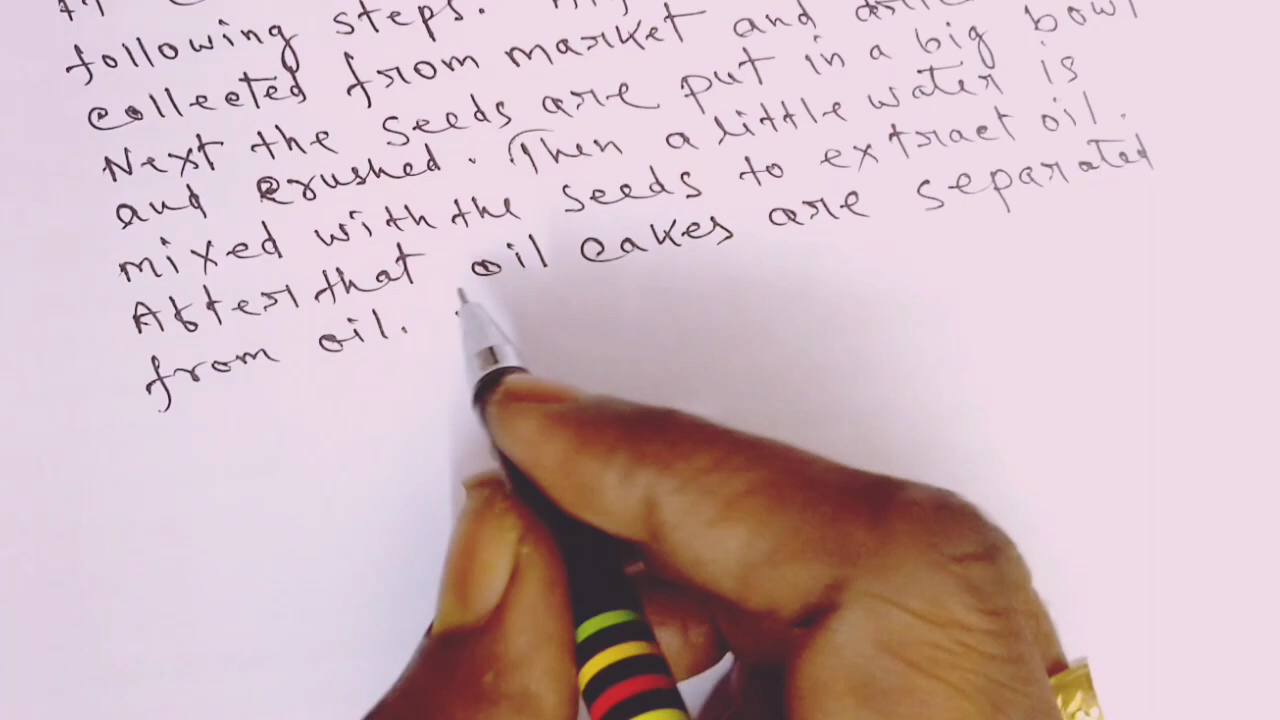 following steps.
collected from market and
Next the seeds are put in a big bowl
and crushed. Then a little water is
mixed with the seeds to extract oil.
After that oil cakes are separated
from oil.